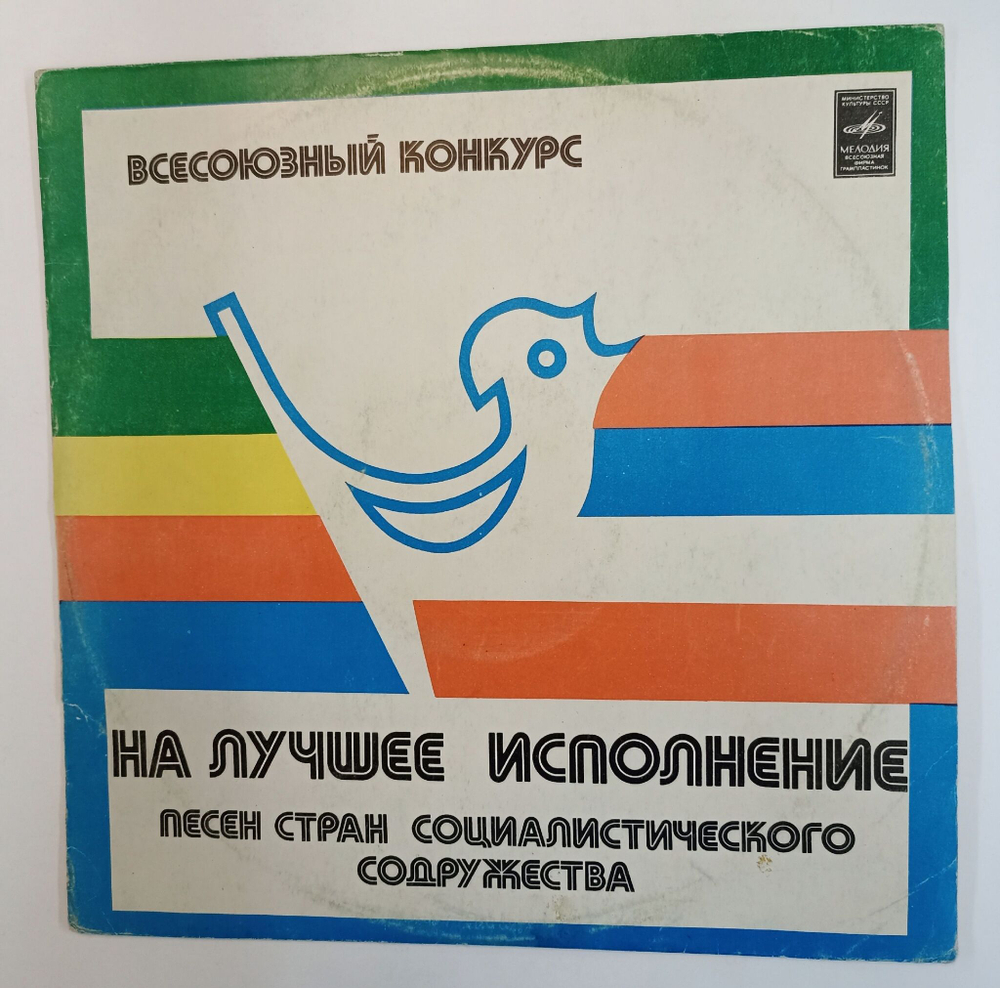 ВСЕСОЮЗНЫЙ КОНКУРС
МИНИСТЕРСТВО
КУЛЬТУРЫ СССР
МЕЛОДИЯ
ВСЕСОЮЗНАЯ
ФИРМА
ГРАМПЛАСТИНОК
НА ЛУЧШЕЕ ИСПОЛНЕНИЕ
ПЕСЕН СТРАН СОЦИАЛИСТИЧЕСКОГО
СОДРУЖЕСТВА